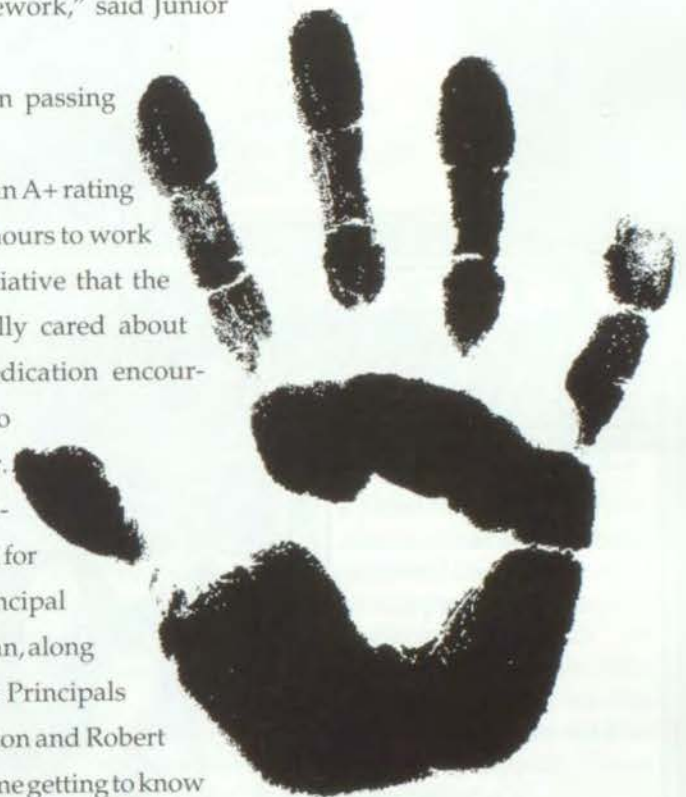 ework," said Junior
n passing
n A+ rating
ours to work
iative that the
lly cared about
dication encour-
o
.
-
for
ncipal
n, along
Principals
on and Robert
ne getting to know